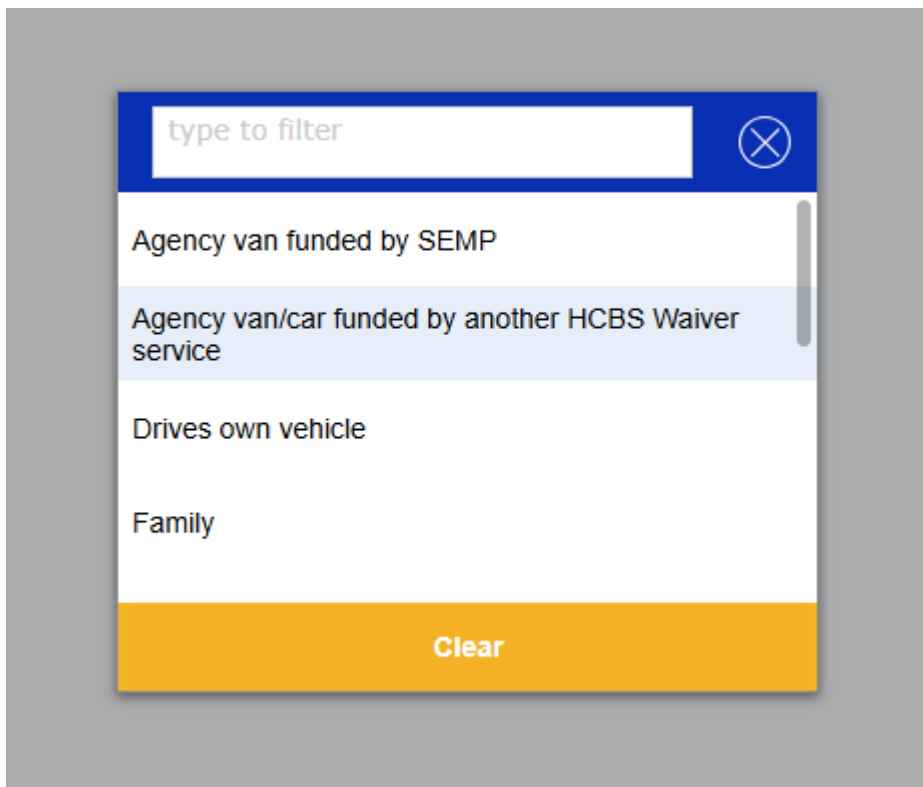 type to filter
Agency van funded by SEMP
Agency van/car funded by another HCBS Waiver
service
Drives own vehicle
Family
Clear